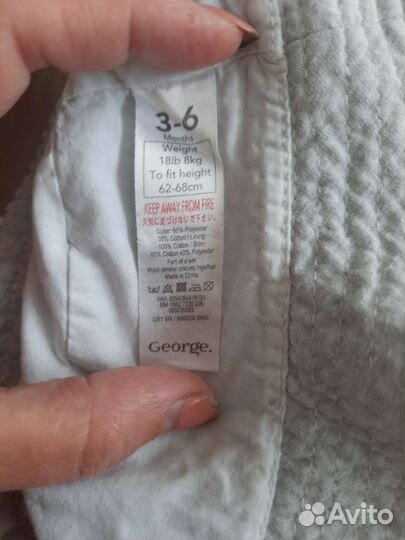 3-6
Months
Weight
18lb 8kg
To fit height
62-68cm
KEEP AWAY FROM FIRE
Outer: 65% Polyester
35% Cotton / Lining:
100% Cotton /
60% Cotton 40% Polyester
Part of a set
Wash similar colours together
Made in China
GRY MA / MARGA GRIS
George.
Avito